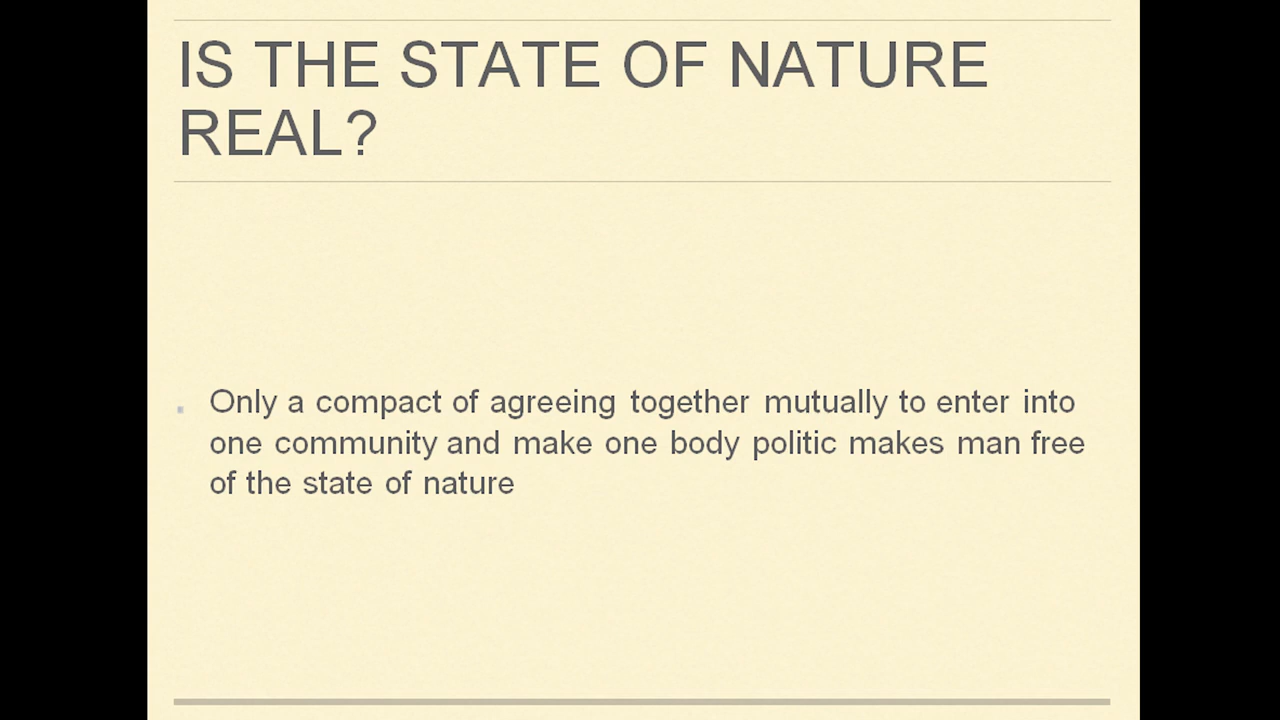 IS THE STATE OF NATURE
REAL?
Only a compact of agreeing together mutually to enter into
one community and make one body politic makes man free
of the state of nature